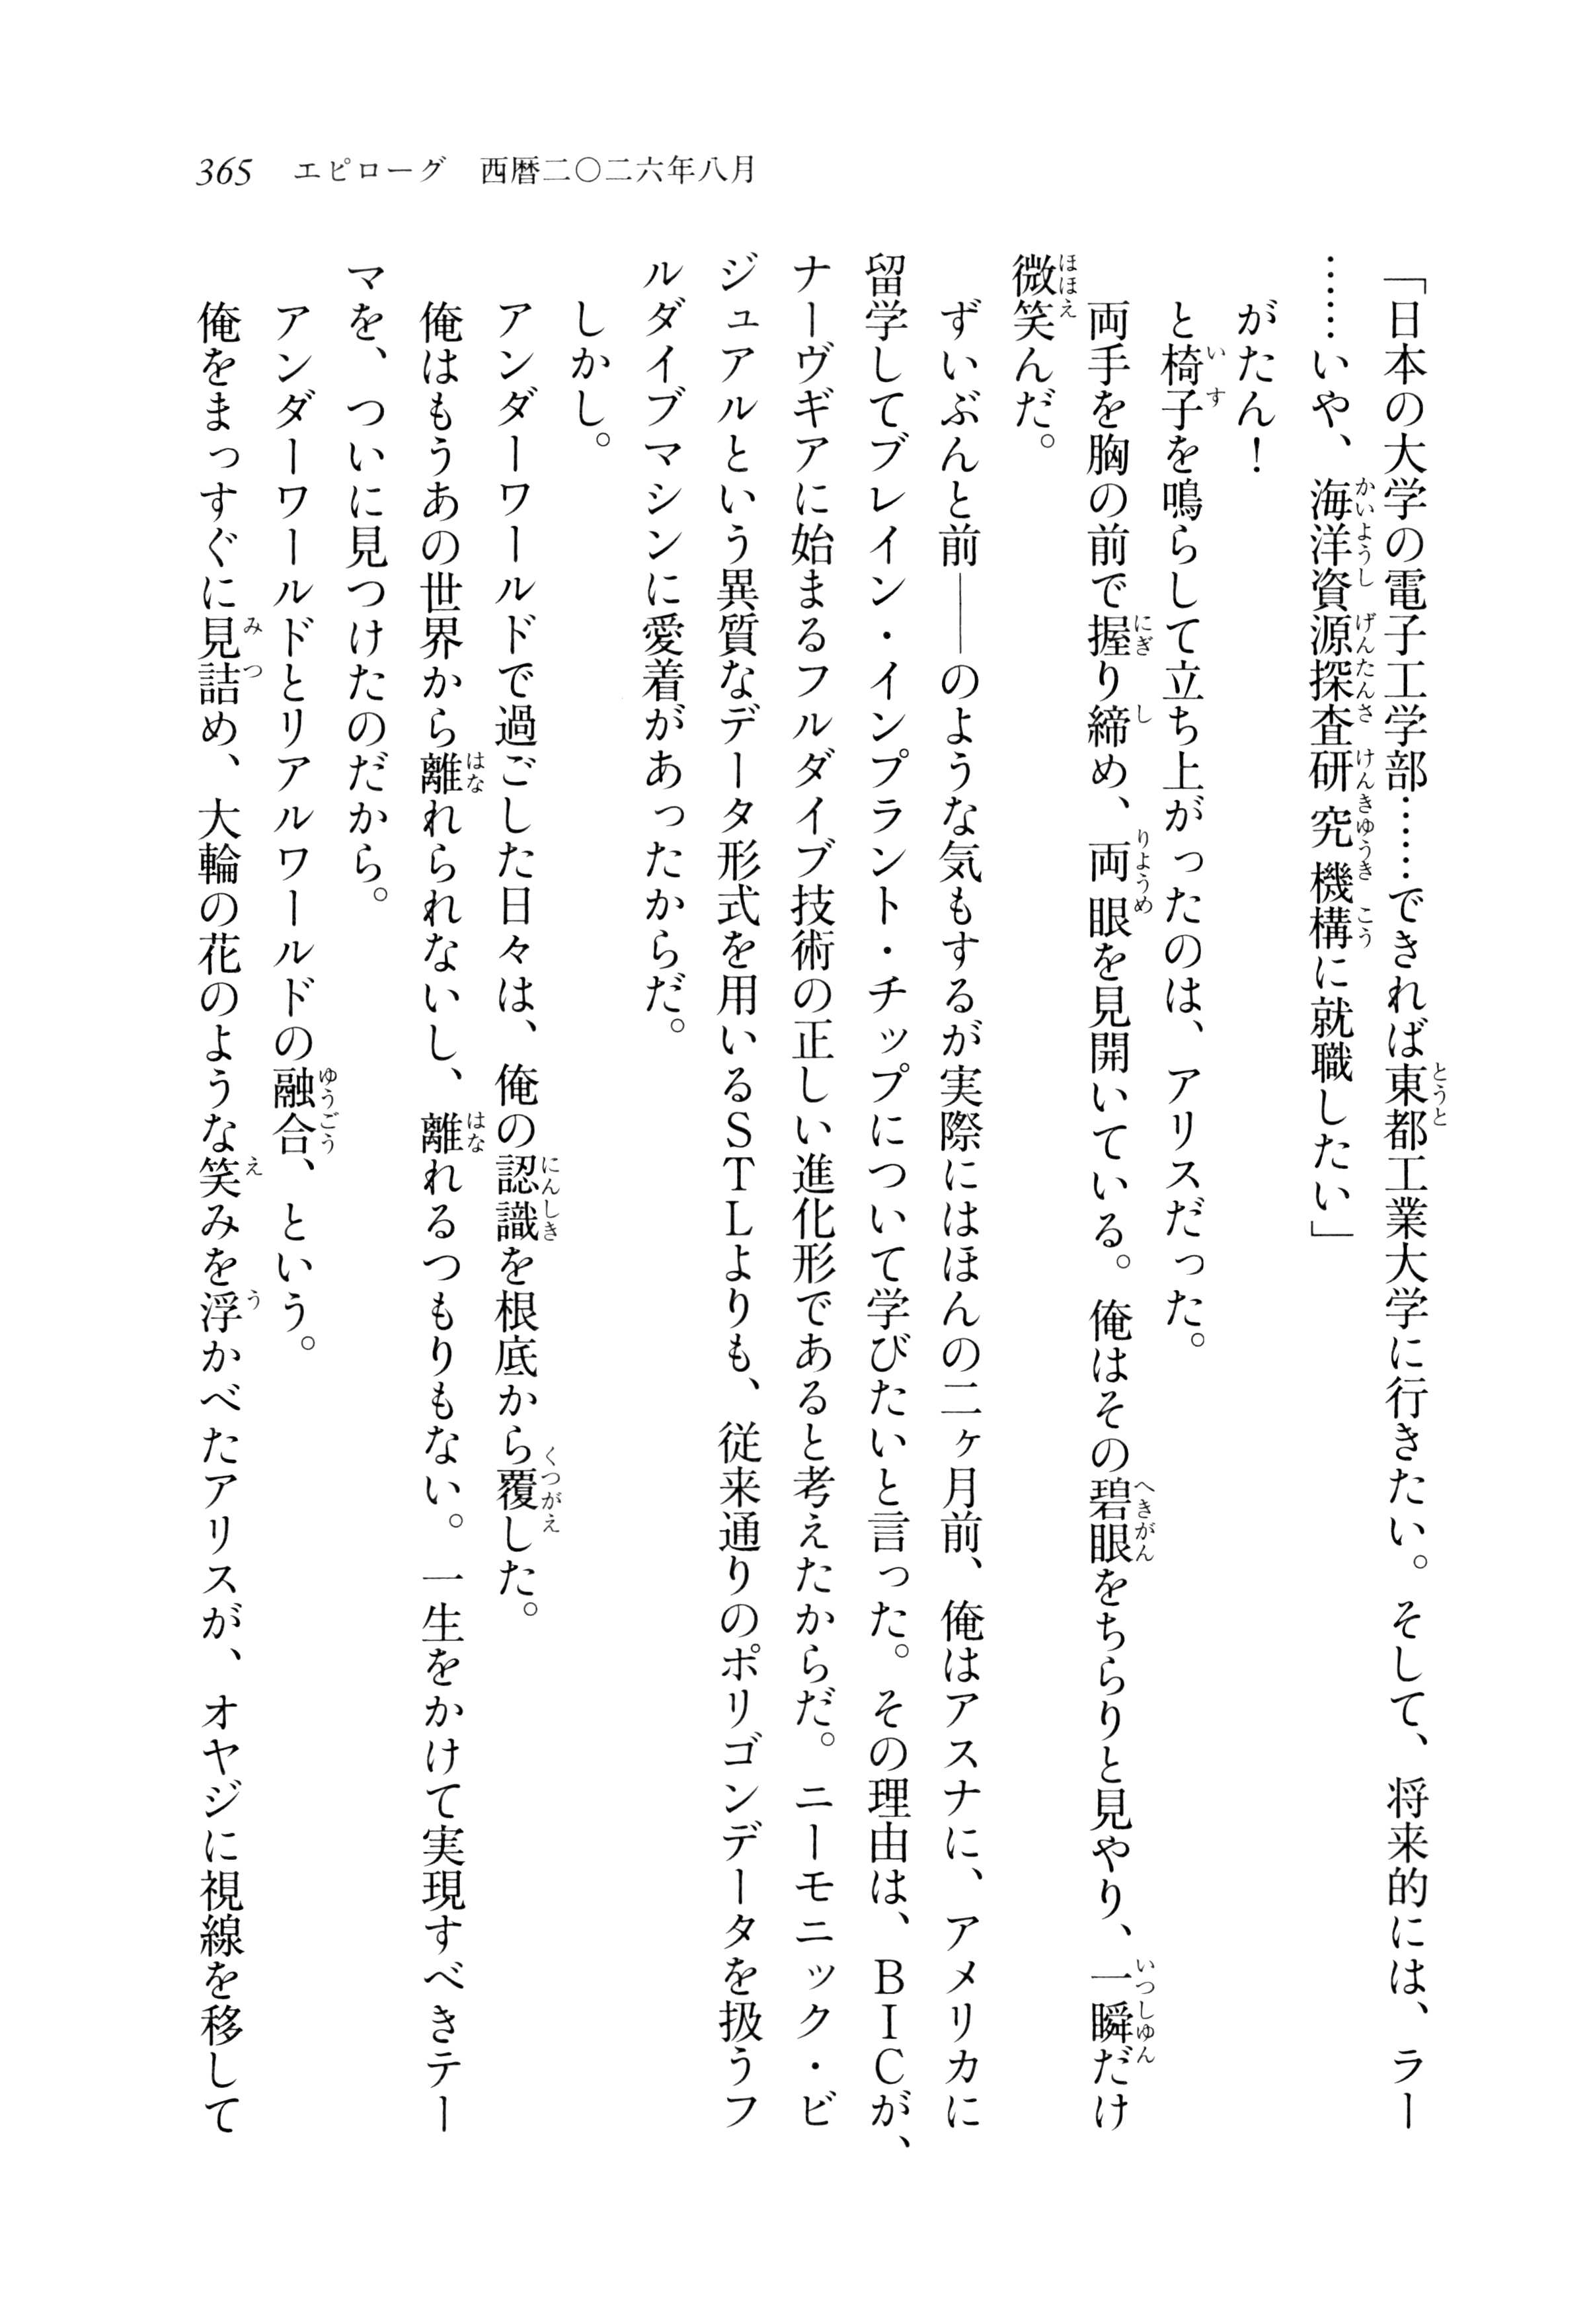 365　エピローグ　西暦二〇二六年八月
「日本の大学の電子工学部……できれば東都工業大学に行きたい。そして、将来的には、ラー
……いや、海洋資源探査研究機構に就職したい」
　がたん！
　と椅子を鳴らして立ち上がったのは、アリスだった。
　両手を胸の前で握り締め、両眼を見開いている。俺はその碧眼をちらりと見やり、一瞬だけ
微笑んだ。
　ずいぶんと前――のような気もするが実際にはほんの二ヶ月前、俺はアスナに、アメリカに
留学してブレイン・インプラント・チップについて学びたいと言った。その理由は、ＢＩＣが、
ナーヴギアに始まるフルダイブ技術の正しい進化形であると考えたからだ。ニーモニック・ビ
ジュアルという異質なデータ形式を用いるＳＴＬよりも、従来通りのポリゴンデータを扱うフ
ルダイブマシンに愛着があったからだ。
　しかし。
　アンダーワールドで過ごした日々は、俺の認識を根底から覆した。
　俺はもうあの世界から離れられないし、離れるつもりもない。一生をかけて実現すべきテー
マを、ついに見つけたのだから。
　アンダーワールドとリアルワールドの融合、という。
　俺をまっすぐに見詰め、大輪の花のような笑みを浮かべたアリスが、オヤジに視線を移して